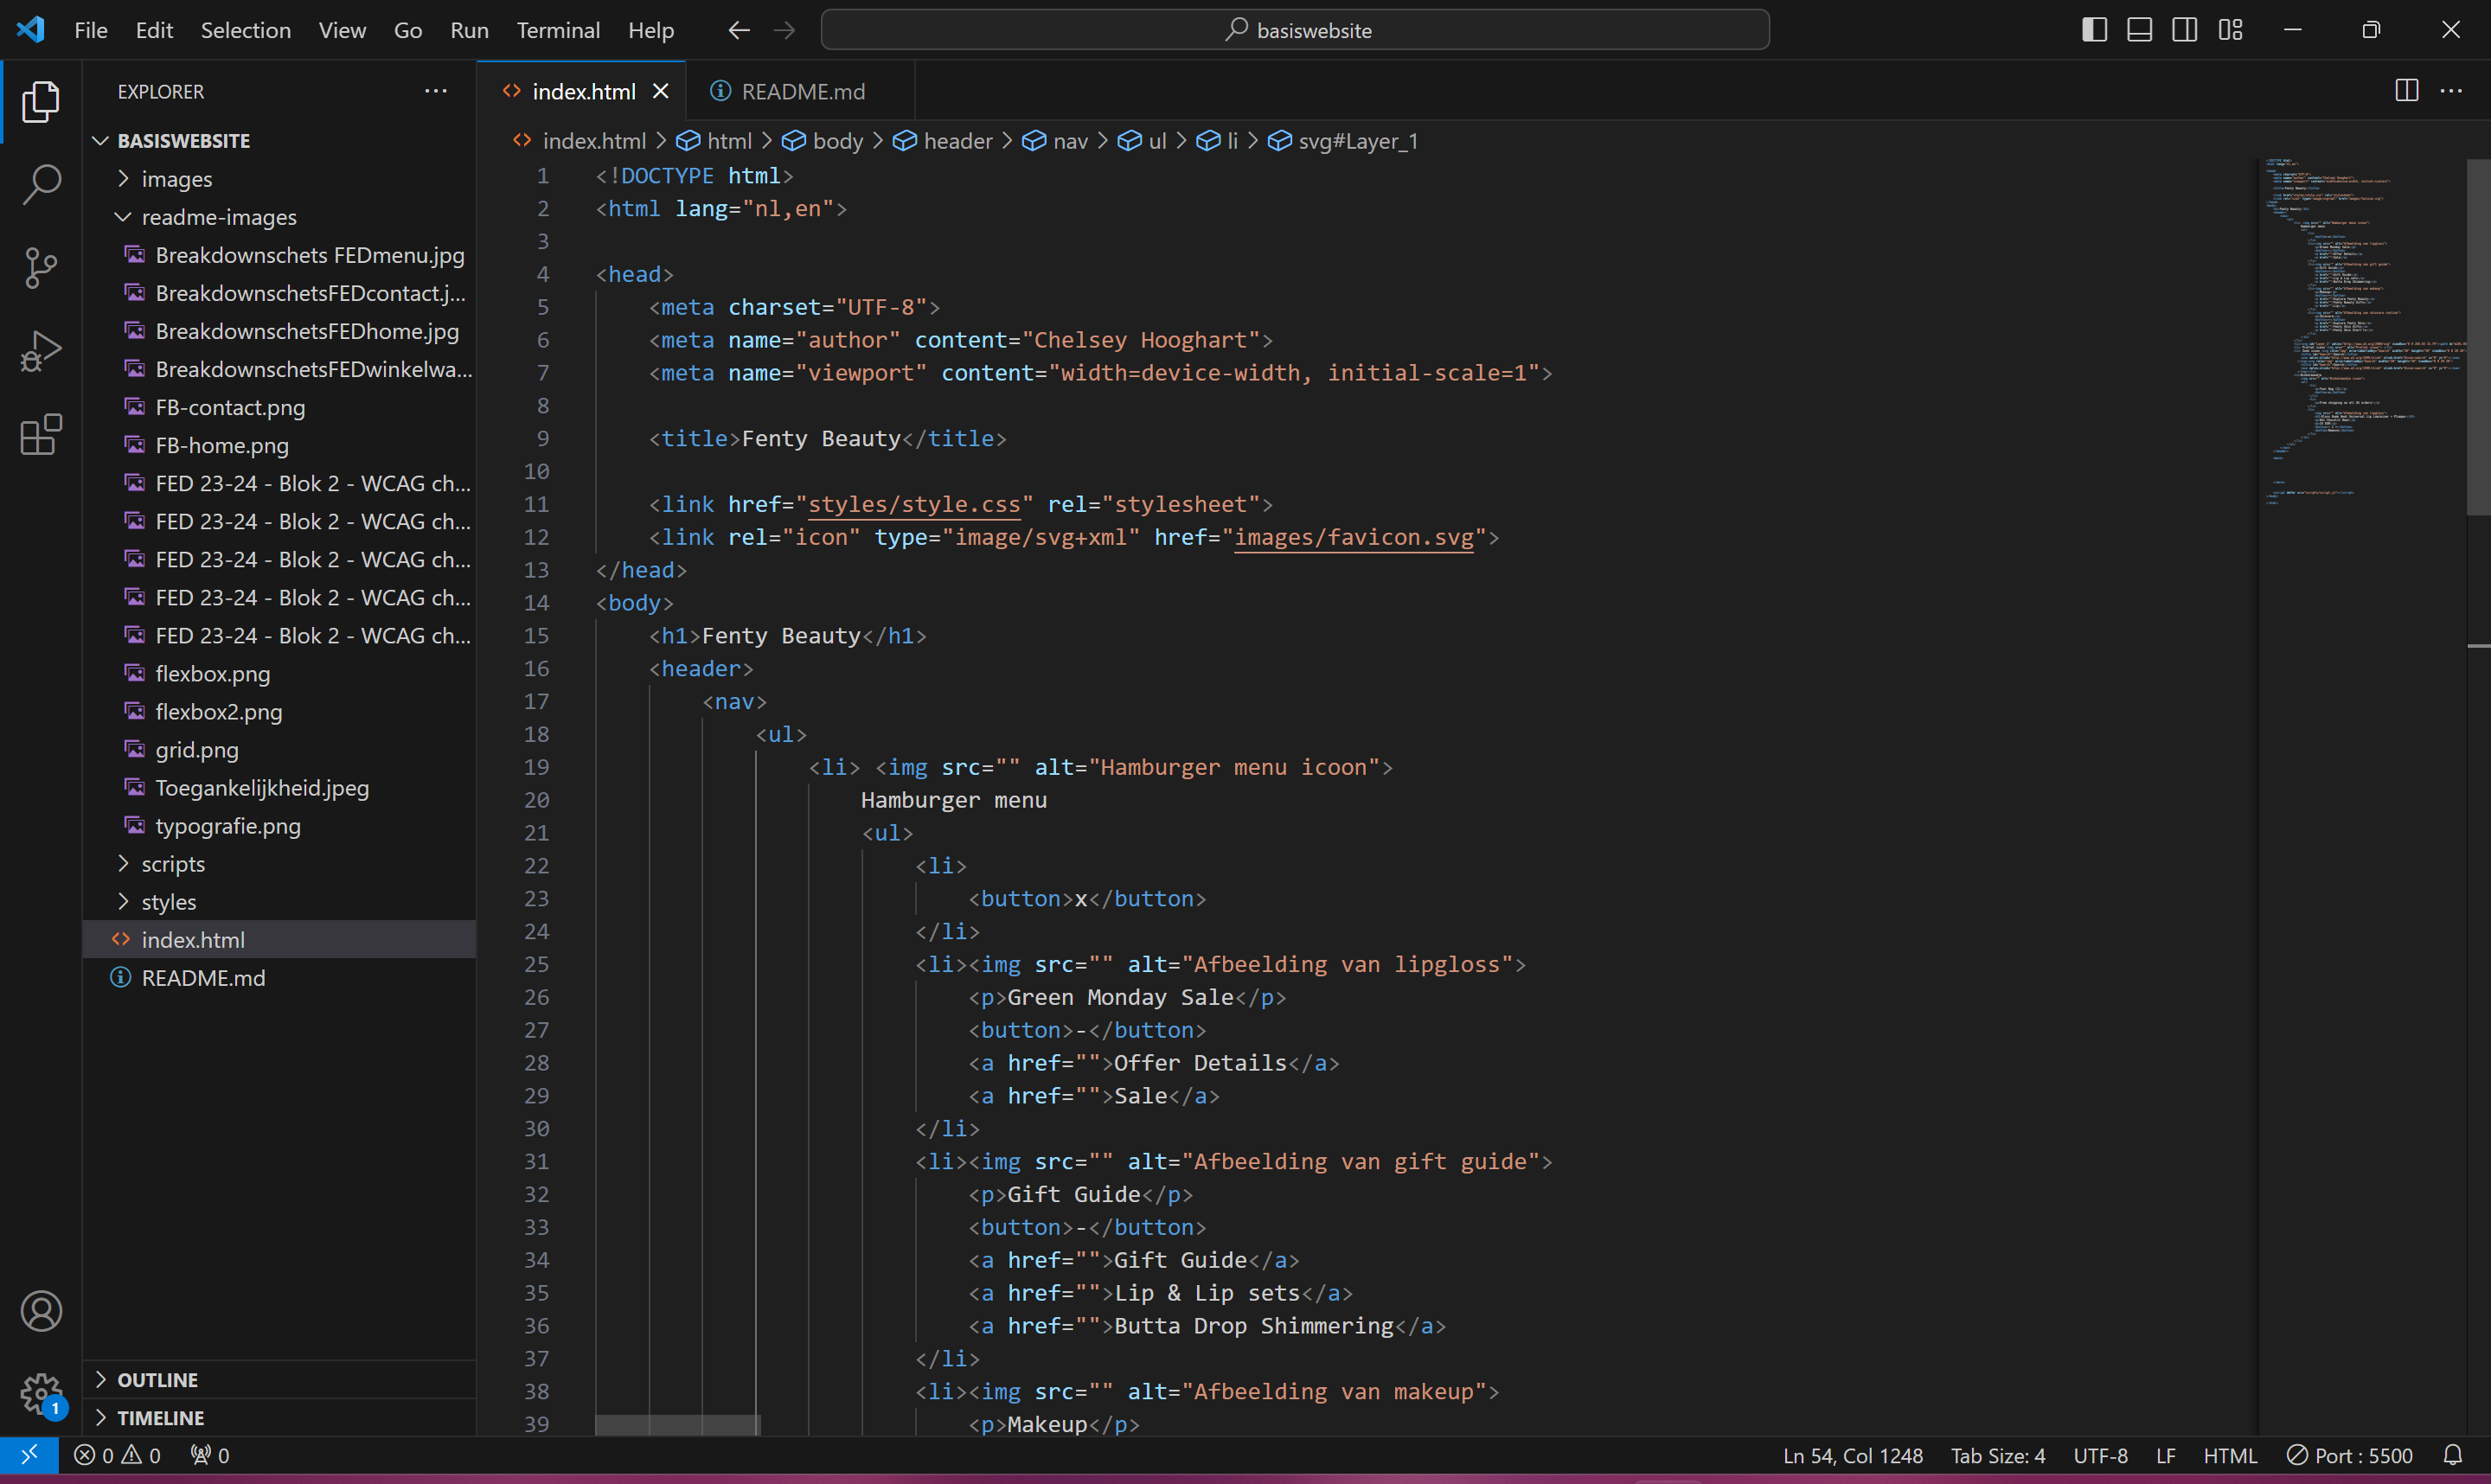 File Edit Selection View Go Run Terminal Help basiswebsite
EXPLORER
BASISWEBSITE
images
readme-images
Breakdownschets FEDmenu.jpg
BreakdownschetsFEDcontact.j...
BreakdownschetsFEDhome.jpg
BreakdownschetsFEDwinkelwa...
FB-contact.png
FB-home.png
FED 23-24 - Blok 2 - WCAG ch...
FED 23-24 - Blok 2 - WCAG ch...
FED 23-24 - Blok 2 - WCAG ch...
FED 23-24 - Blok 2 - WCAG ch...
FED 23-24 - Blok 2 - WCAG ch...
flexbox.png
flexbox2.png
grid.png
Toegankelijkheid.jpeg
typografie.png
scripts
styles
index.html
README.md
OUTLINE
TIMELINE
index.html README.md
index.html > html > body > header > nav > ul > li > svg#Layer_1
1 <!DOCTYPE html>
2 <html lang="nl,en">
3
4 <head>
5 <meta charset="UTF-8">
6 <meta name="author" content="Chelsey Hooghart">
7 <meta name="viewport" content="width=device-width, initial-scale=1">
8
9 <title>Fenty Beauty</title>
10
11 <link href="styles/style.css" rel="stylesheet">
12 <link rel="icon" type="image/svg+xml" href="images/favicon.svg">
13 </head>
14 <body>
15 <h1>Fenty Beauty</h1>
16 <header>
17 <nav>
18 <ul>
19 <li> <img src="" alt="Hamburger menu icoon">
20 Hamburger menu
21 <ul>
22 <li>
23 <button>x</button>
24 </li>
25 <li><img src="" alt="Afbeelding van lipgloss">
26 <p>Green Monday Sale</p>
27 <button>-</button>
28 <a href="">Offer Details</a>
29 <a href="">Sale</a>
30 </li>
31 <li><img src="" alt="Afbeelding van gift guide">
32 <p>Gift Guide</p>
33 <button>-</button>
34 <a href="">Gift Guide</a>
35 <a href="">Lip & Lip sets</a>
36 <a href="">Butta Drop Shimmering</a>
37 </li>
38 <li><img src="" alt="Afbeelding van makeup">
39 <p>Makeup</p>
1
0 0 0 Ln 54, Col 1248 Tab Size: 4 UTF-8 LF HTML Port : 5500